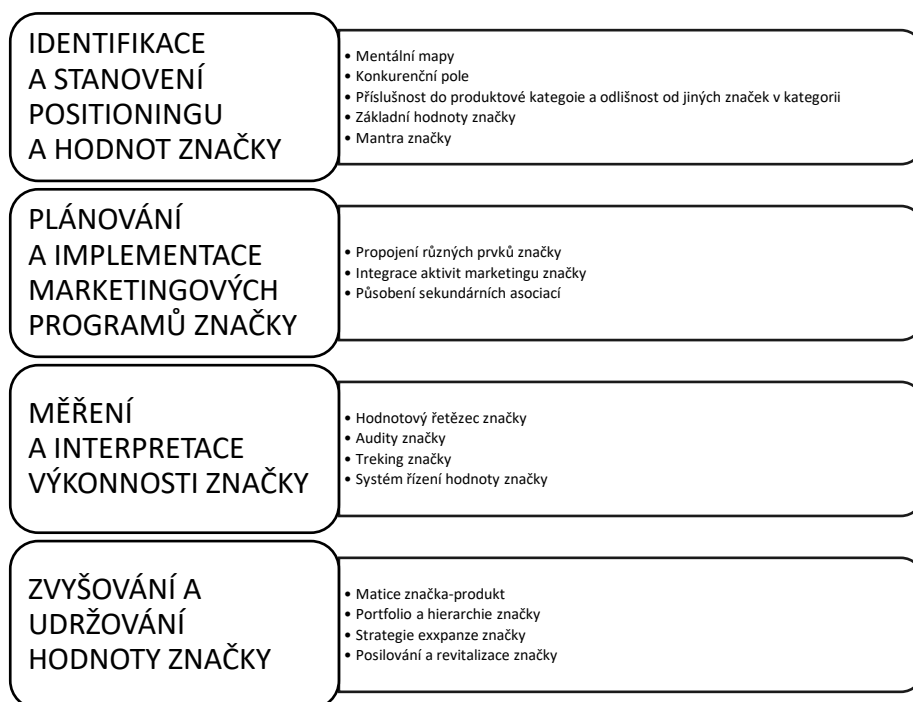 IDENTIFIKACE
A STANOVENÍ
POSITIONINGU
A HODNOT ZNAČKY
• Mentální mapy
• Konkurenční pole
• Příslušnost do produktové kategoie a odlišnost od jiných značek v kategorii
• Základní hodnoty značky
• Mantra značky
PLÁNOVÁNÍ
A IMPLEMENTACE
MARKETINGOVÝCH
PROGRAMŮ ZNAČKY
• Propojení různých prvků značky
• Integrace aktivit marketingu značky
• Působení sekundárních asociací
MĚŘENÍ
A INTERPRETACE
VÝKONNOSTI ZNAČKY
• Hodnotový řetězec značky
• Audity značky
• Treking značky
• Systém řízení hodnoty značky
ZVYŠOVÁNÍ A
UDRŽOVÁNÍ
HODNOTY ZNAČKY
• Matice značka-produkt
• Portfolio a hierarchie značky
• Strategie exxpanze značky
• Posilování a revitalizace značky